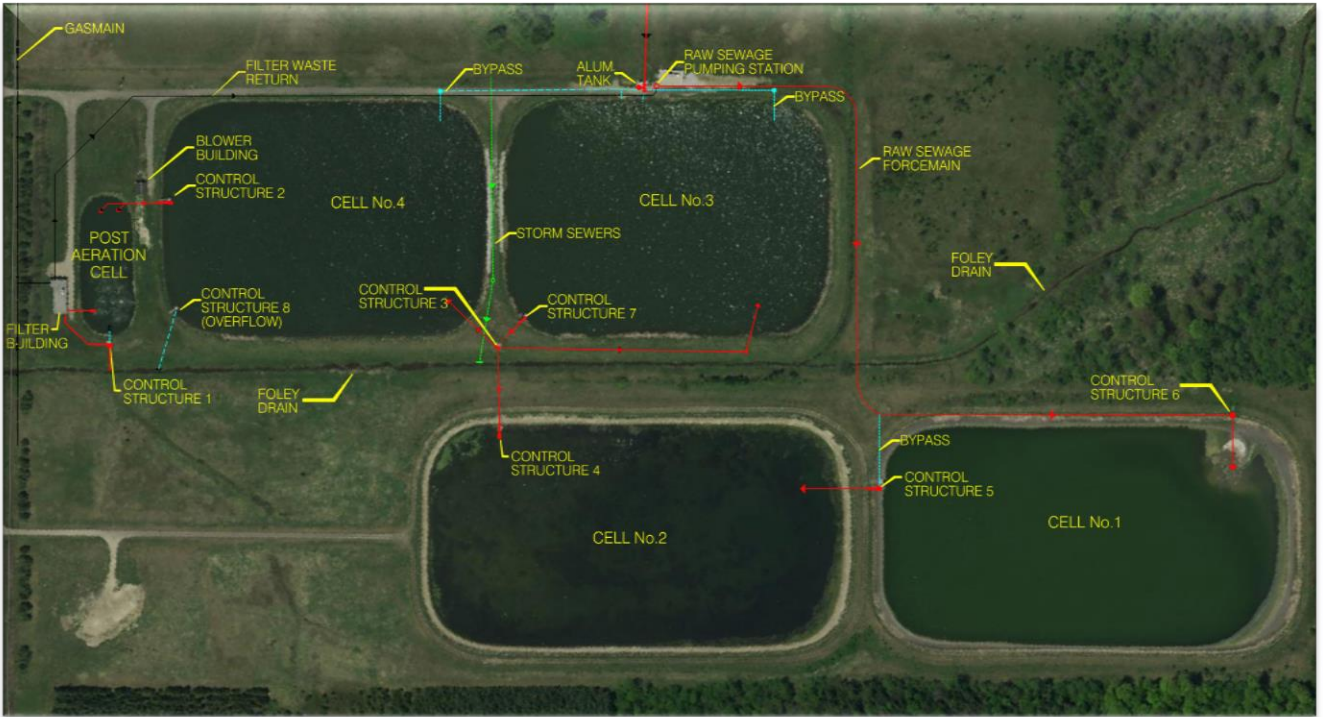 GASMAIN
FILTER WASTE
RETURN
BYPASS
ALUM
TANK
RAW SEWAGE
PUMPING STATION
BYPASS
BLOWER
BUILDING
RAW SEWAGE
FORCEMAIN
CONTROL
STRUCTURE 2
CELL No.4
CELL No.3
POST
AERATION
CELL
STORM SEWERS
FOLEY
DRAIN
CONTROL
STRUCTURE 3
CONTROL
STRUCTURE 8
(OVERFLOW)
CONTROL
STRUCTURE 7
FILTER
BUILDING
CONTROL
STRUCTURE 1
FOLEY
DRAIN
CONTROL
STRUCTURE 6
BYPASS
CONTROL
STRUCTURE 4
CONTROL
STRUCTURE 5
CELL No.2
CELL No.1